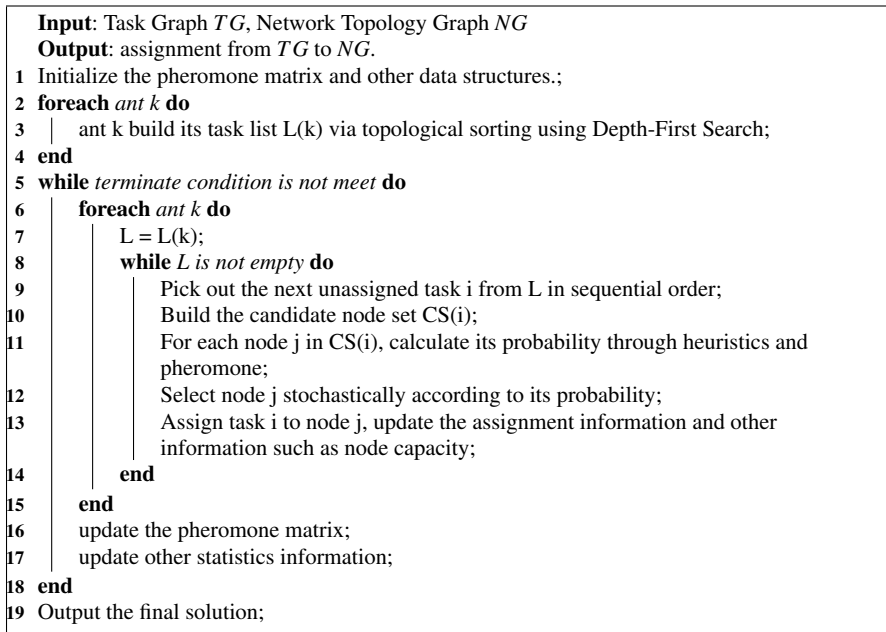 Input: Task Graph TG, Network Topology Graph NG
Output: assignment from TG to NG.
1 Initialize the pheromone matrix and other data structures.;
2 foreach ant k do
3 ant k build its task list L(k) via topological sorting using Depth-First Search;
4 end
5 while terminate condition is not meet do
6 foreach ant k do
7 L = L(k);
8 while L is not empty do
9 Pick out the next unassigned task i from L in sequential order;
10 Build the candidate node set CS(i);
11 For each node j in CS(i), calculate its probability through heuristics and
pheromone;
12 Select node j stochastically according to its probability;
13 Assign task i to node j, update the assignment information and other
information such as node capacity;
14 end
15 end
16 update the pheromone matrix;
17 update other statistics information;
18 end
19 Output the final solution;